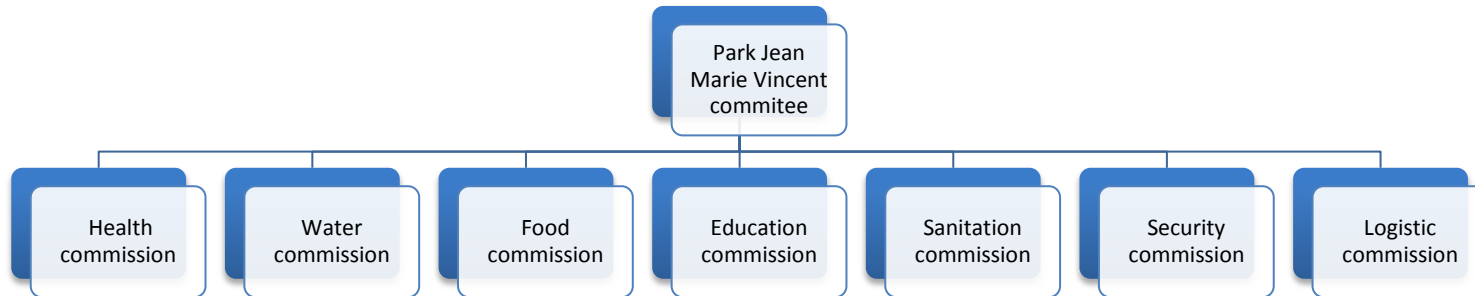 Park Jean
Marie Vincent
commitee
Health
commission
Water
commission
Food
commission
Education
commission
Sanitation
commission
Security
commission
Logistic
commission